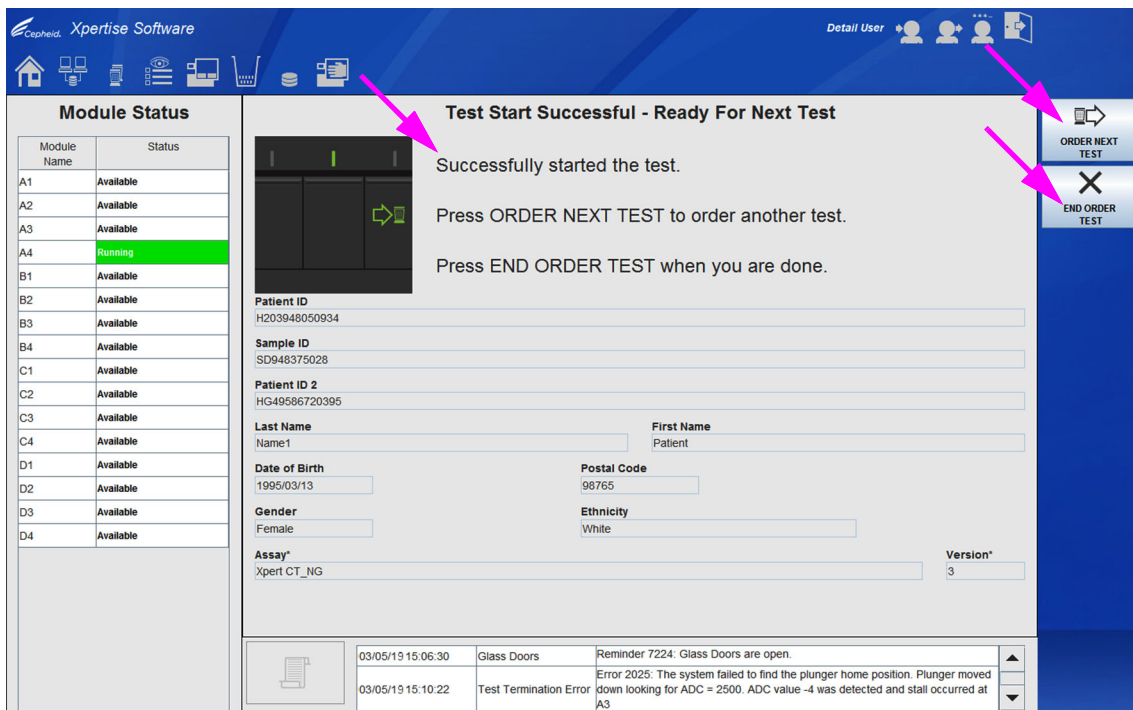 Cepheid. Xpertise Software
Detail User
Module Status
Module Name Status
A1 Available
A2 Available
A3 Available
A4 Running
B1 Available
B2 Available
B3 Available
B4 Available
C1 Available
C2 Available
C3 Available
C4 Available
D1 Available
D2 Available
D3 Available
D4 Available
Test Start Successful - Ready For Next Test
Successfully started the test.
Press ORDER NEXT TEST to order another test.
Press END ORDER TEST when you are done.
Patient ID
H203948050934
Sample ID
SD948375028
Patient ID 2
HG49586720395
Last Name First Name
Name1 Patient
Date of Birth Postal Code
1995/03/13 98765
Gender Ethnicity
Female White
Assay* Version*
Xpert CT_NG 3
03/05/19 15:06:30 Glass Doors Reminder 7224: Glass Doors are open.
03/05/19 15:10:22 Test Termination Error Error 2025: The system failed to find the plunger home position. Plunger moved
down looking for ADC = 2500. ADC value -4 was detected and stall occurred at
A3
ORDER NEXT
TEST
END ORDER
TEST